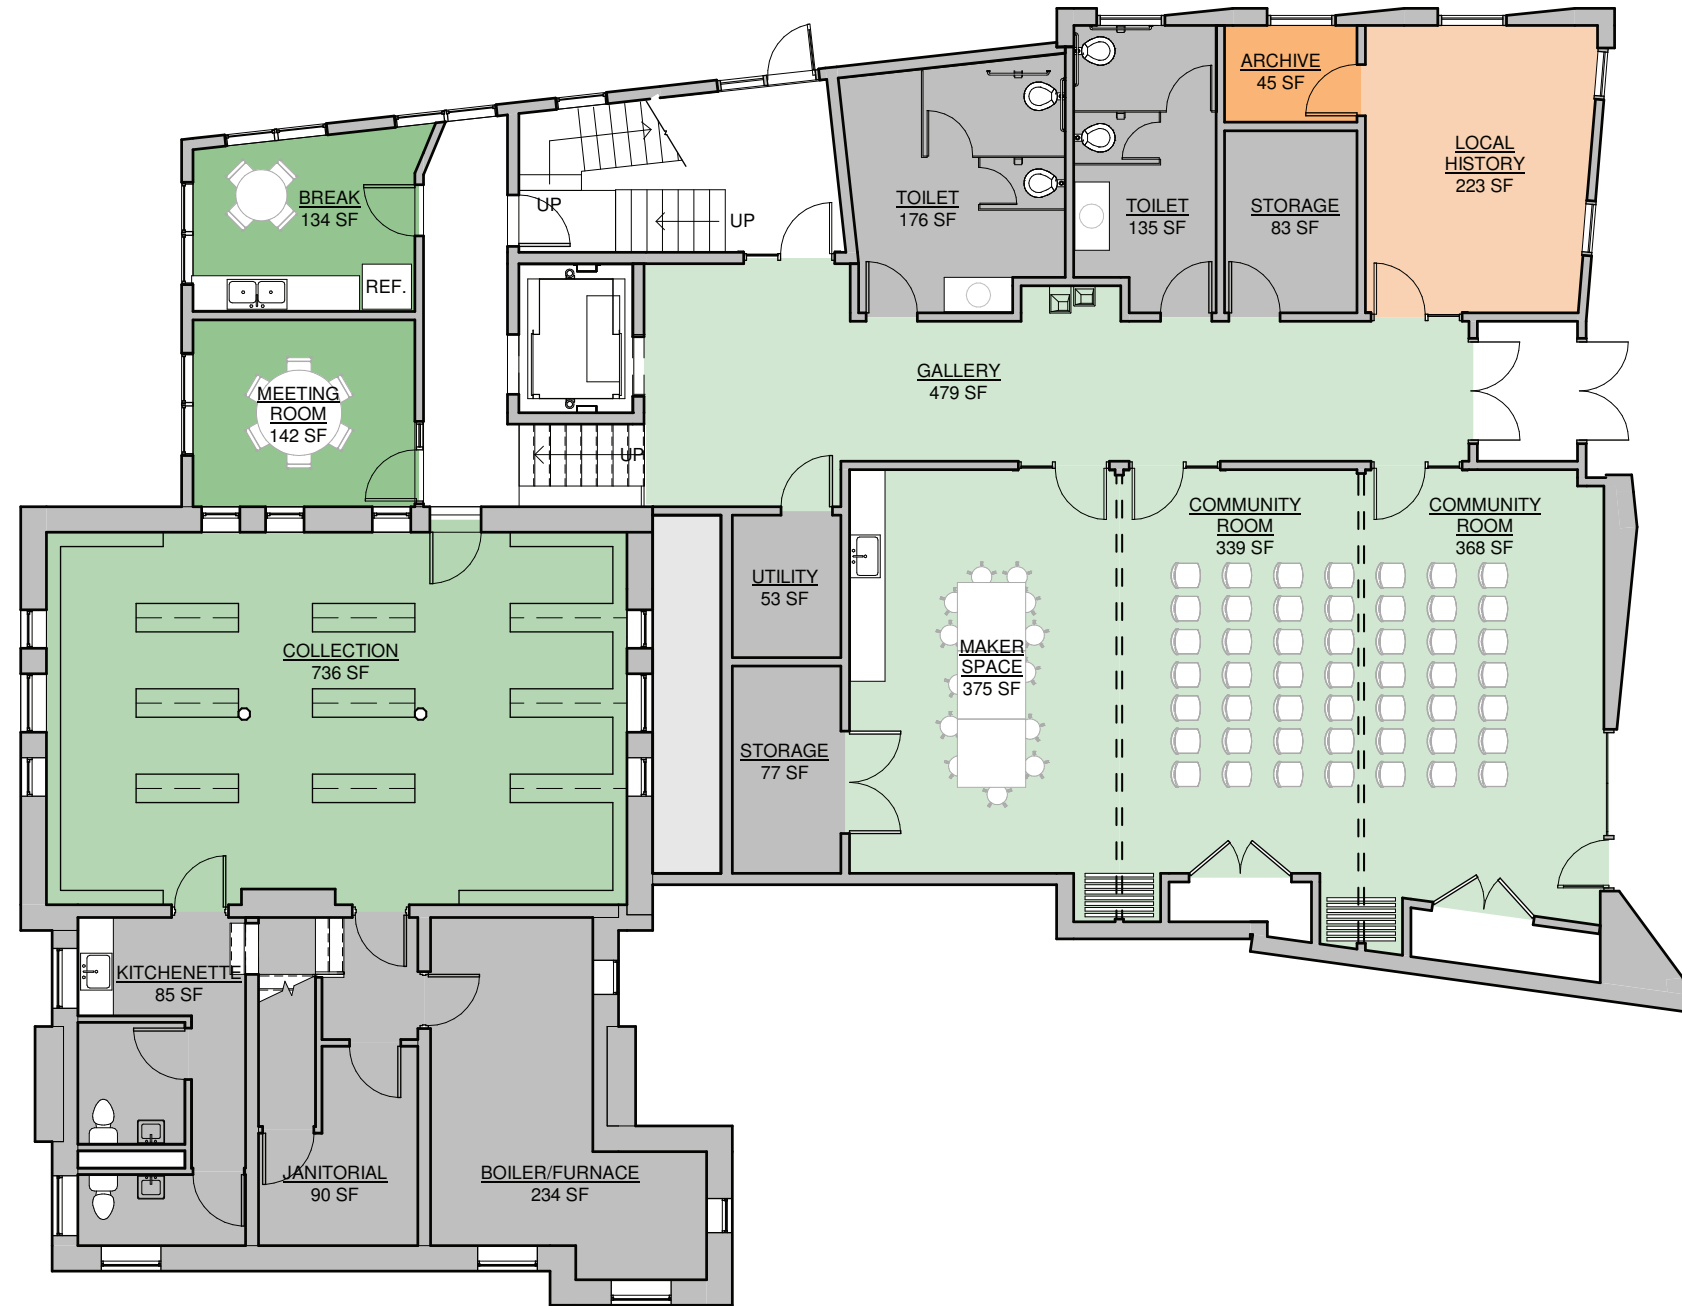 ARCHIVE
45 SF
LOCAL
HISTORY
223 SF
BREAK
134 SF
REF.
UP
UP
TOILET
176 SF
TOILET
135 SF
STORAGE
83 SF
MEETING
ROOM
142 SF
GALLERY
479 SF
UP
COMMUNITY
ROOM
339 SF
COMMUNITY
ROOM
368 SF
UTILITY
53 SF
COLLECTION
736 SF
MAKER
SPACE
375 SF
STORAGE
77 SF
KITCHENETTE
85 SF
JANITORIAL
90 SF
BOILER/FURNACE
234 SF